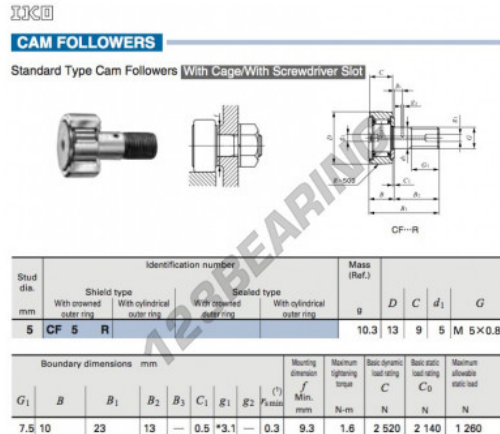 IKO
CAM FOLLOWERS
Standard Type Cam Followers With Cage/With Screwdriver Slot
R=500
CF···R
123BEARING
Stud dia. mm
Identification number
Mass (Ref.) g
Shield type
Sealed type
With crowned outer ring
With cylindrical outer ring
With crowned outer ring
With cylindrical outer ring
D C d1 G
5 CF 5 R 10.3 13 9 5 M 5×0.8
Boundary dimensions mm
Mounting dimension f Min. mm
Maximum tightening torque N-m
Basic dynamic load rating C N
Basic static load rating C0 N
Maximum allowable static load N
G1 B B1 B2 B3 C1 g1 g2 rs min (1)
7.5 10 23 13 — 0.5 *3.1 — 0.3 9.3 1.6 2 520 2 140 1 260